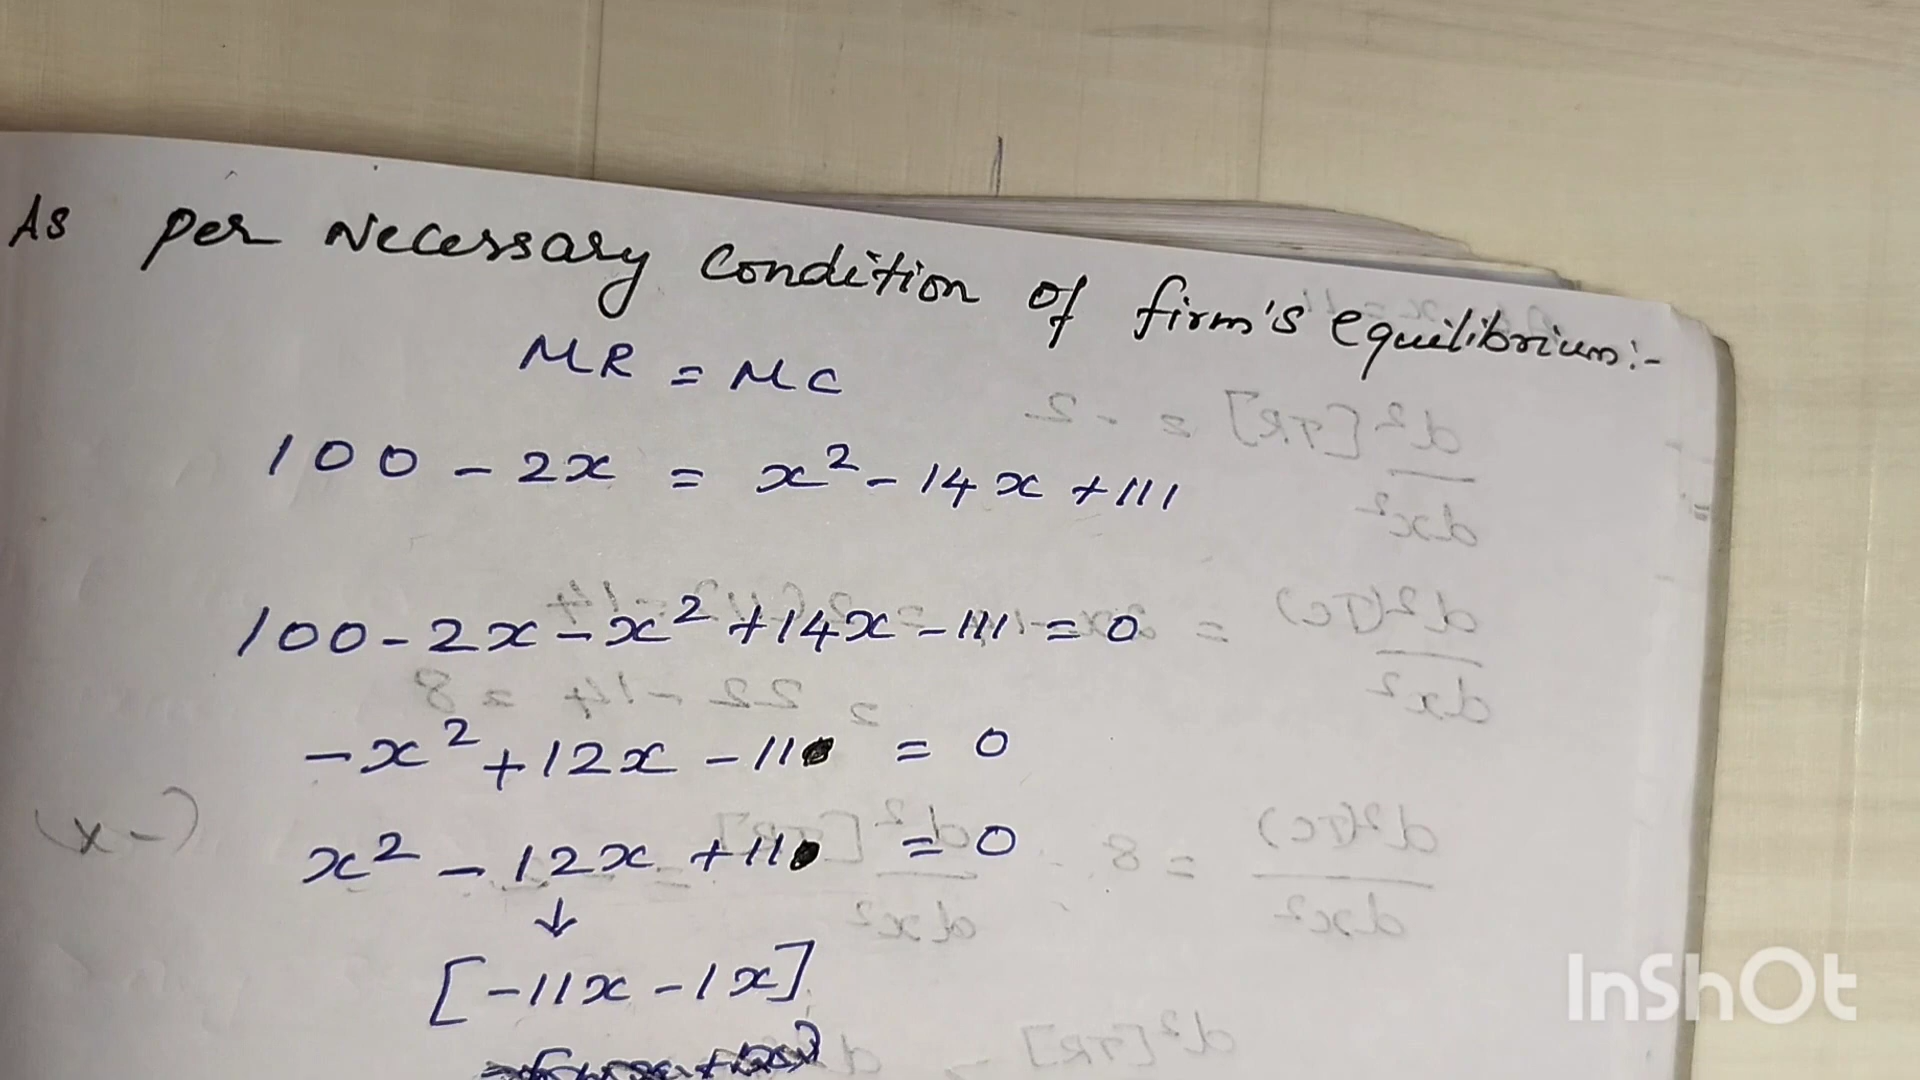 As per Necessary Condition of firm's equilibrium:-
MR = MC
100 - 2x = x² - 14x + 111
100 - 2x - x² + 14x - 111 = 0
-x² + 12x - 11 = 0
x² - 12x + 11 = 0
↓
[-11x - 1x]
InShOt